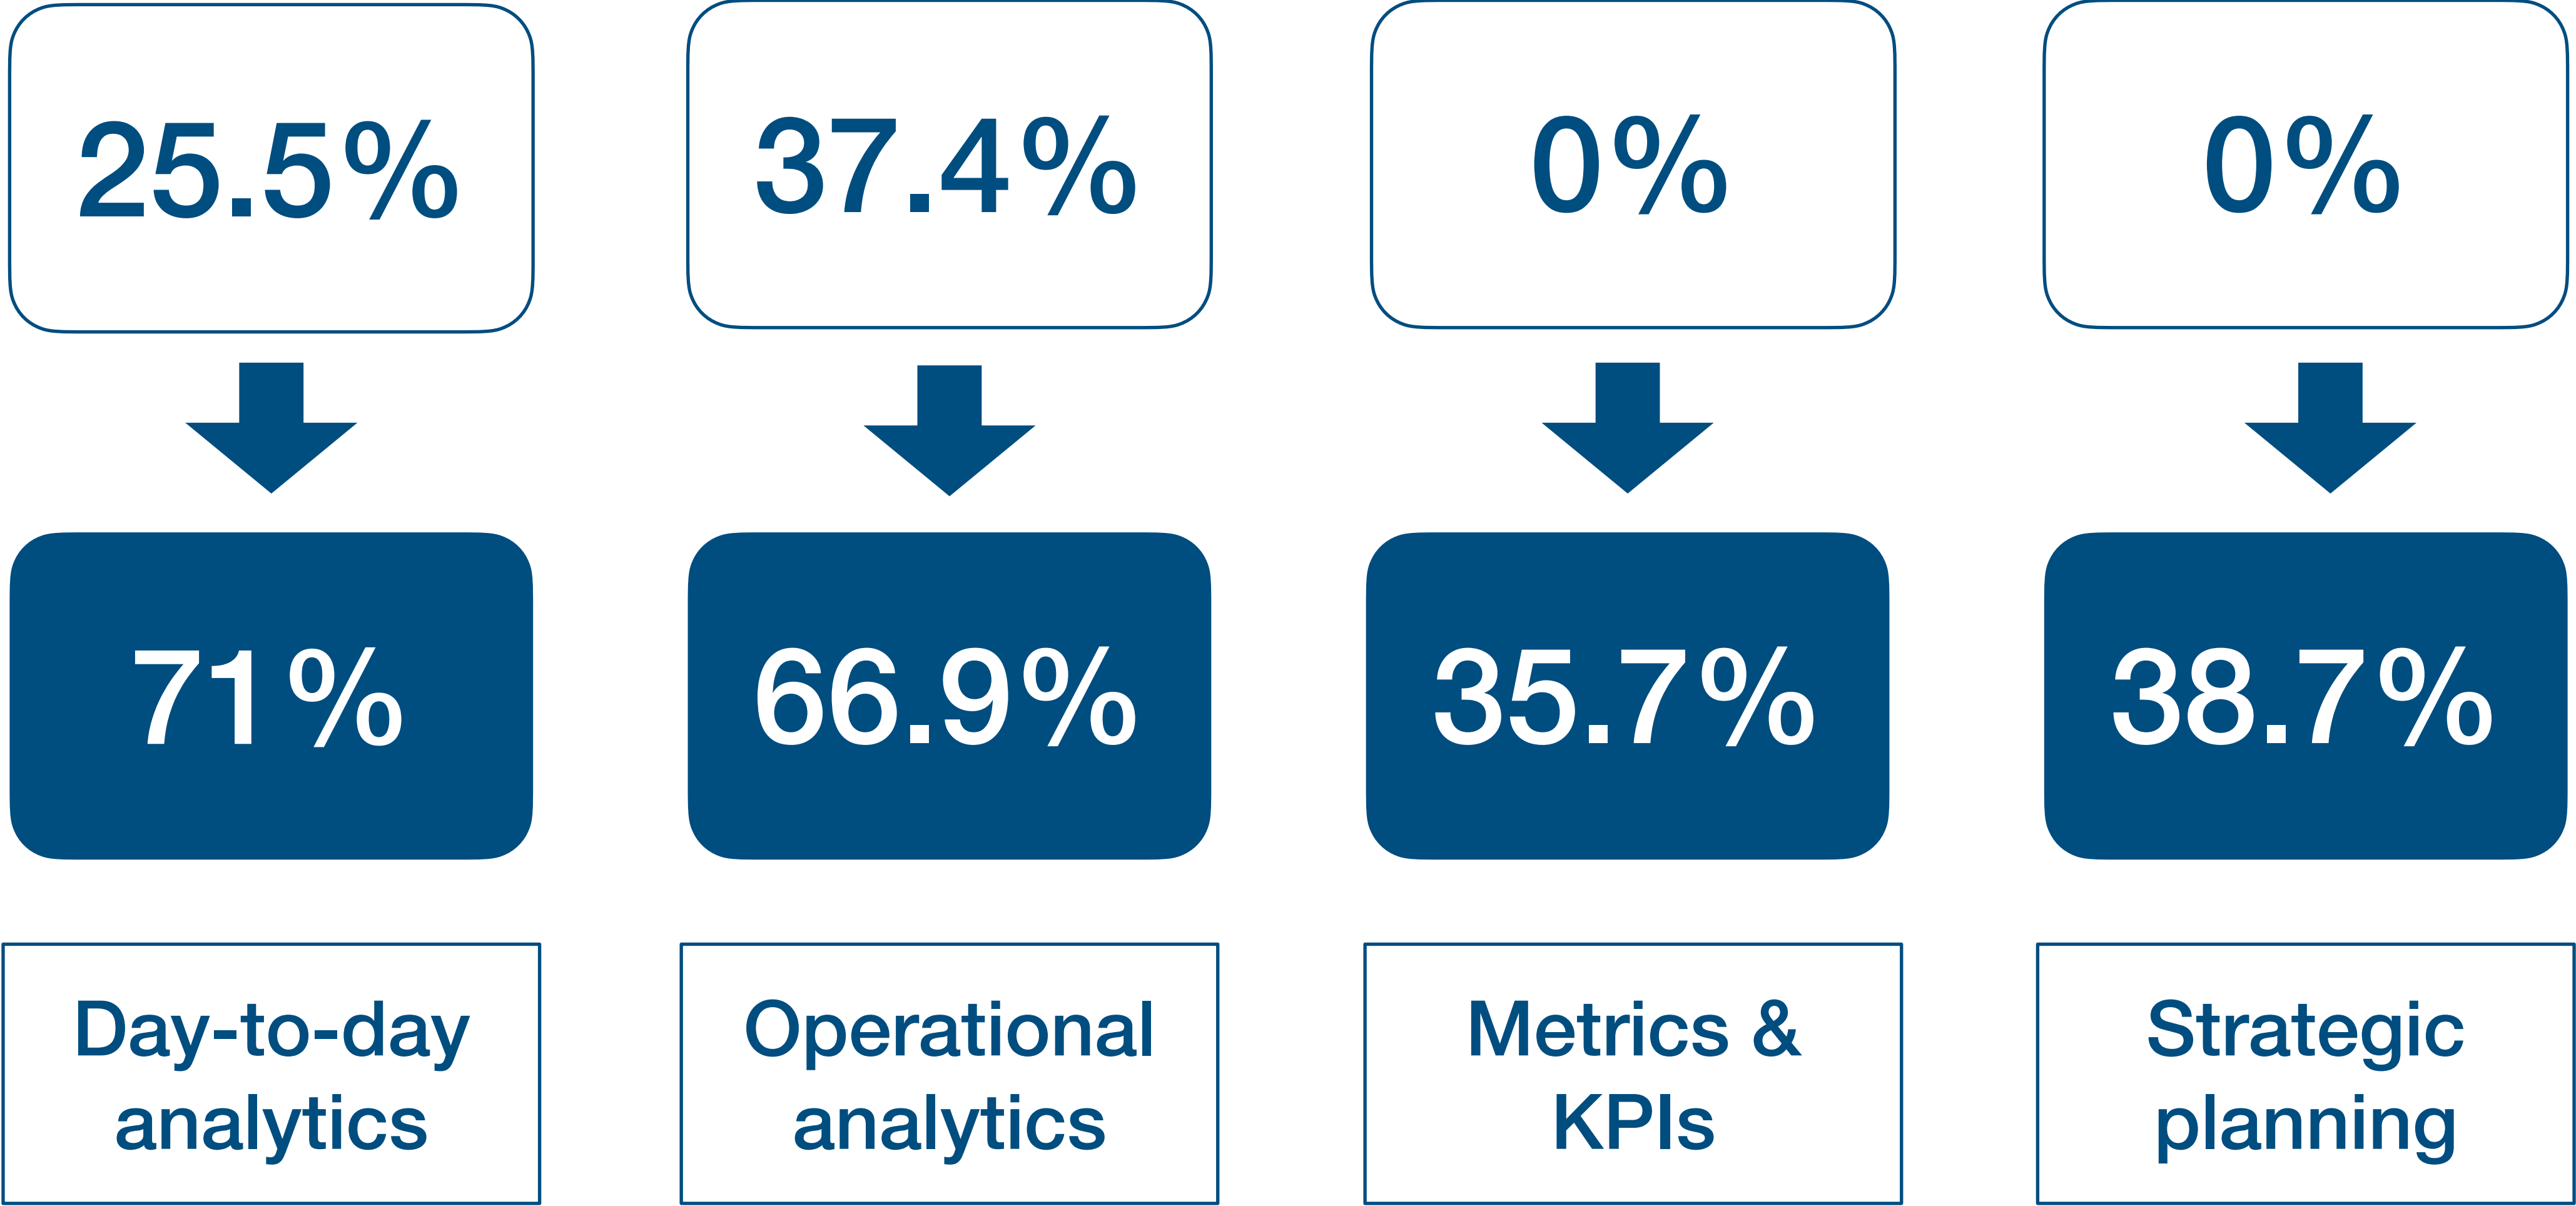 25.5%
37.4%
0%
0%
71%
66.9%
35.7%
38.7%
Day-to-day
analytics
Operational
analytics
Metrics &
KPIs
Strategic
planning